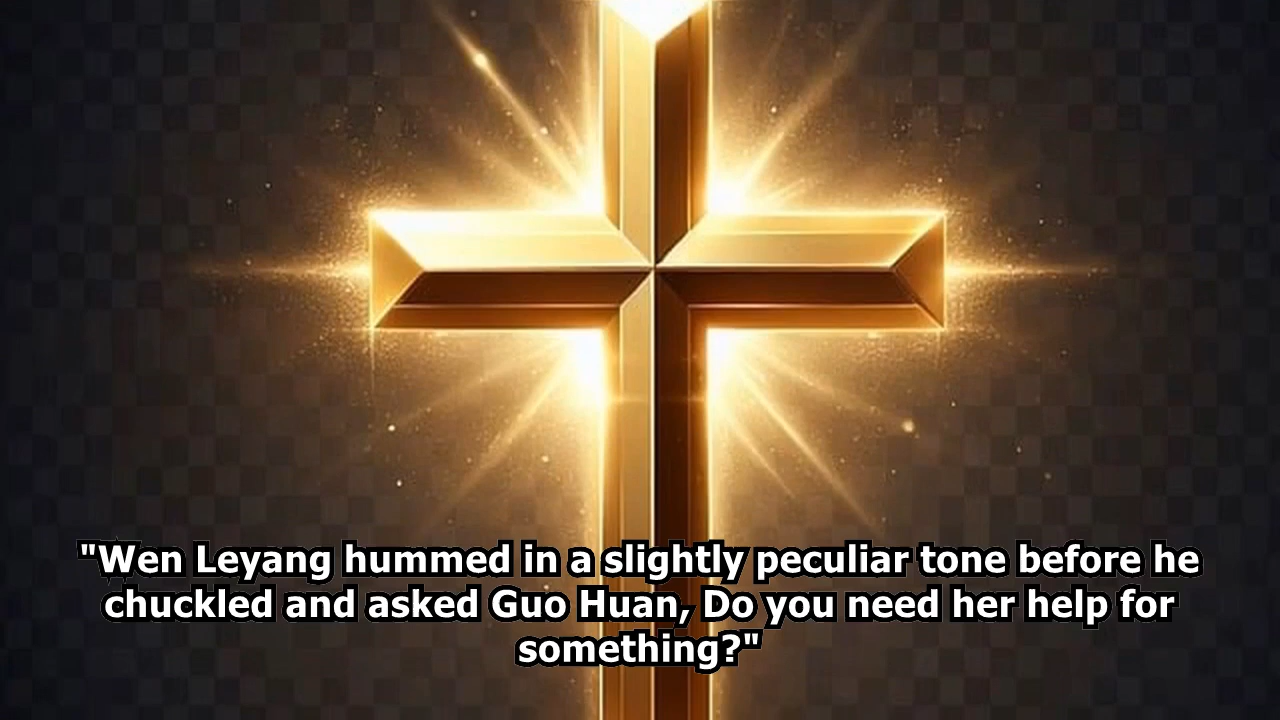 "Wen Leyang hummed in a slightly peculiar tone before he
chuckled and asked Guo Huan, Do you need her help for
something?"